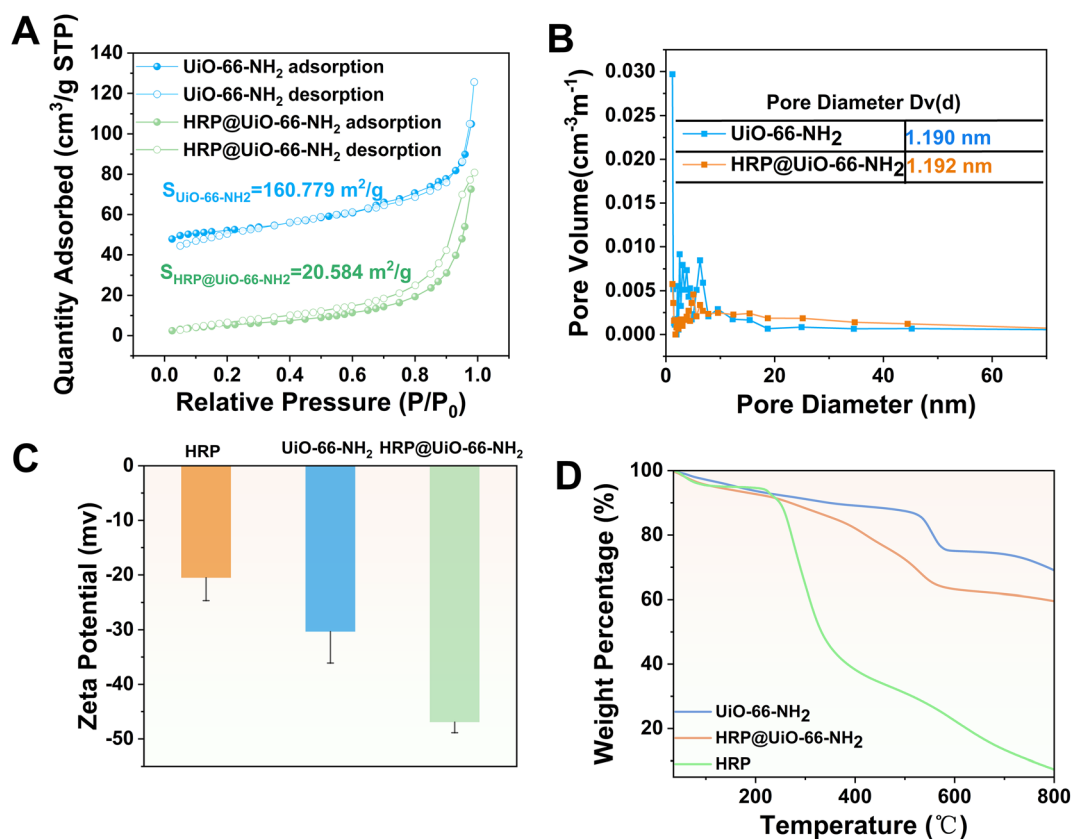 A
Quantity Adsorbed (cm³/g STP)
140
120
100
80
60
40
20
0
UiO-66-NH₂ adsorption
UiO-66-NH₂ desorption
HRP@UiO-66-NH₂ adsorption
HRP@UiO-66-NH₂ desorption
S_UiO-66-NH2=160.779 m²/g
S_HRP@UiO-66-NH2=20.584 m²/g
0.0 0.2 0.4 0.6 0.8 1.0
Relative Pressure (P/P₀)
B
Pore Volume(cm⁻³m⁻¹)
0.030
0.025
0.020
0.015
0.010
0.005
0.000
Pore Diameter Dv(d)
UiO-66-NH₂ 1.190 nm
HRP@UiO-66-NH₂ 1.192 nm
0 20 40 60
Pore Diameter (nm)
C
HRP UiO-66-NH₂ HRP@UiO-66-NH₂
Zeta Potential (mv)
0
-10
-20
-30
-40
-50
D
Weight Percentage (%)
100
80
60
40
20
UiO-66-NH₂
HRP@UiO-66-NH₂
HRP
200 400 600 800
Temperature (℃)